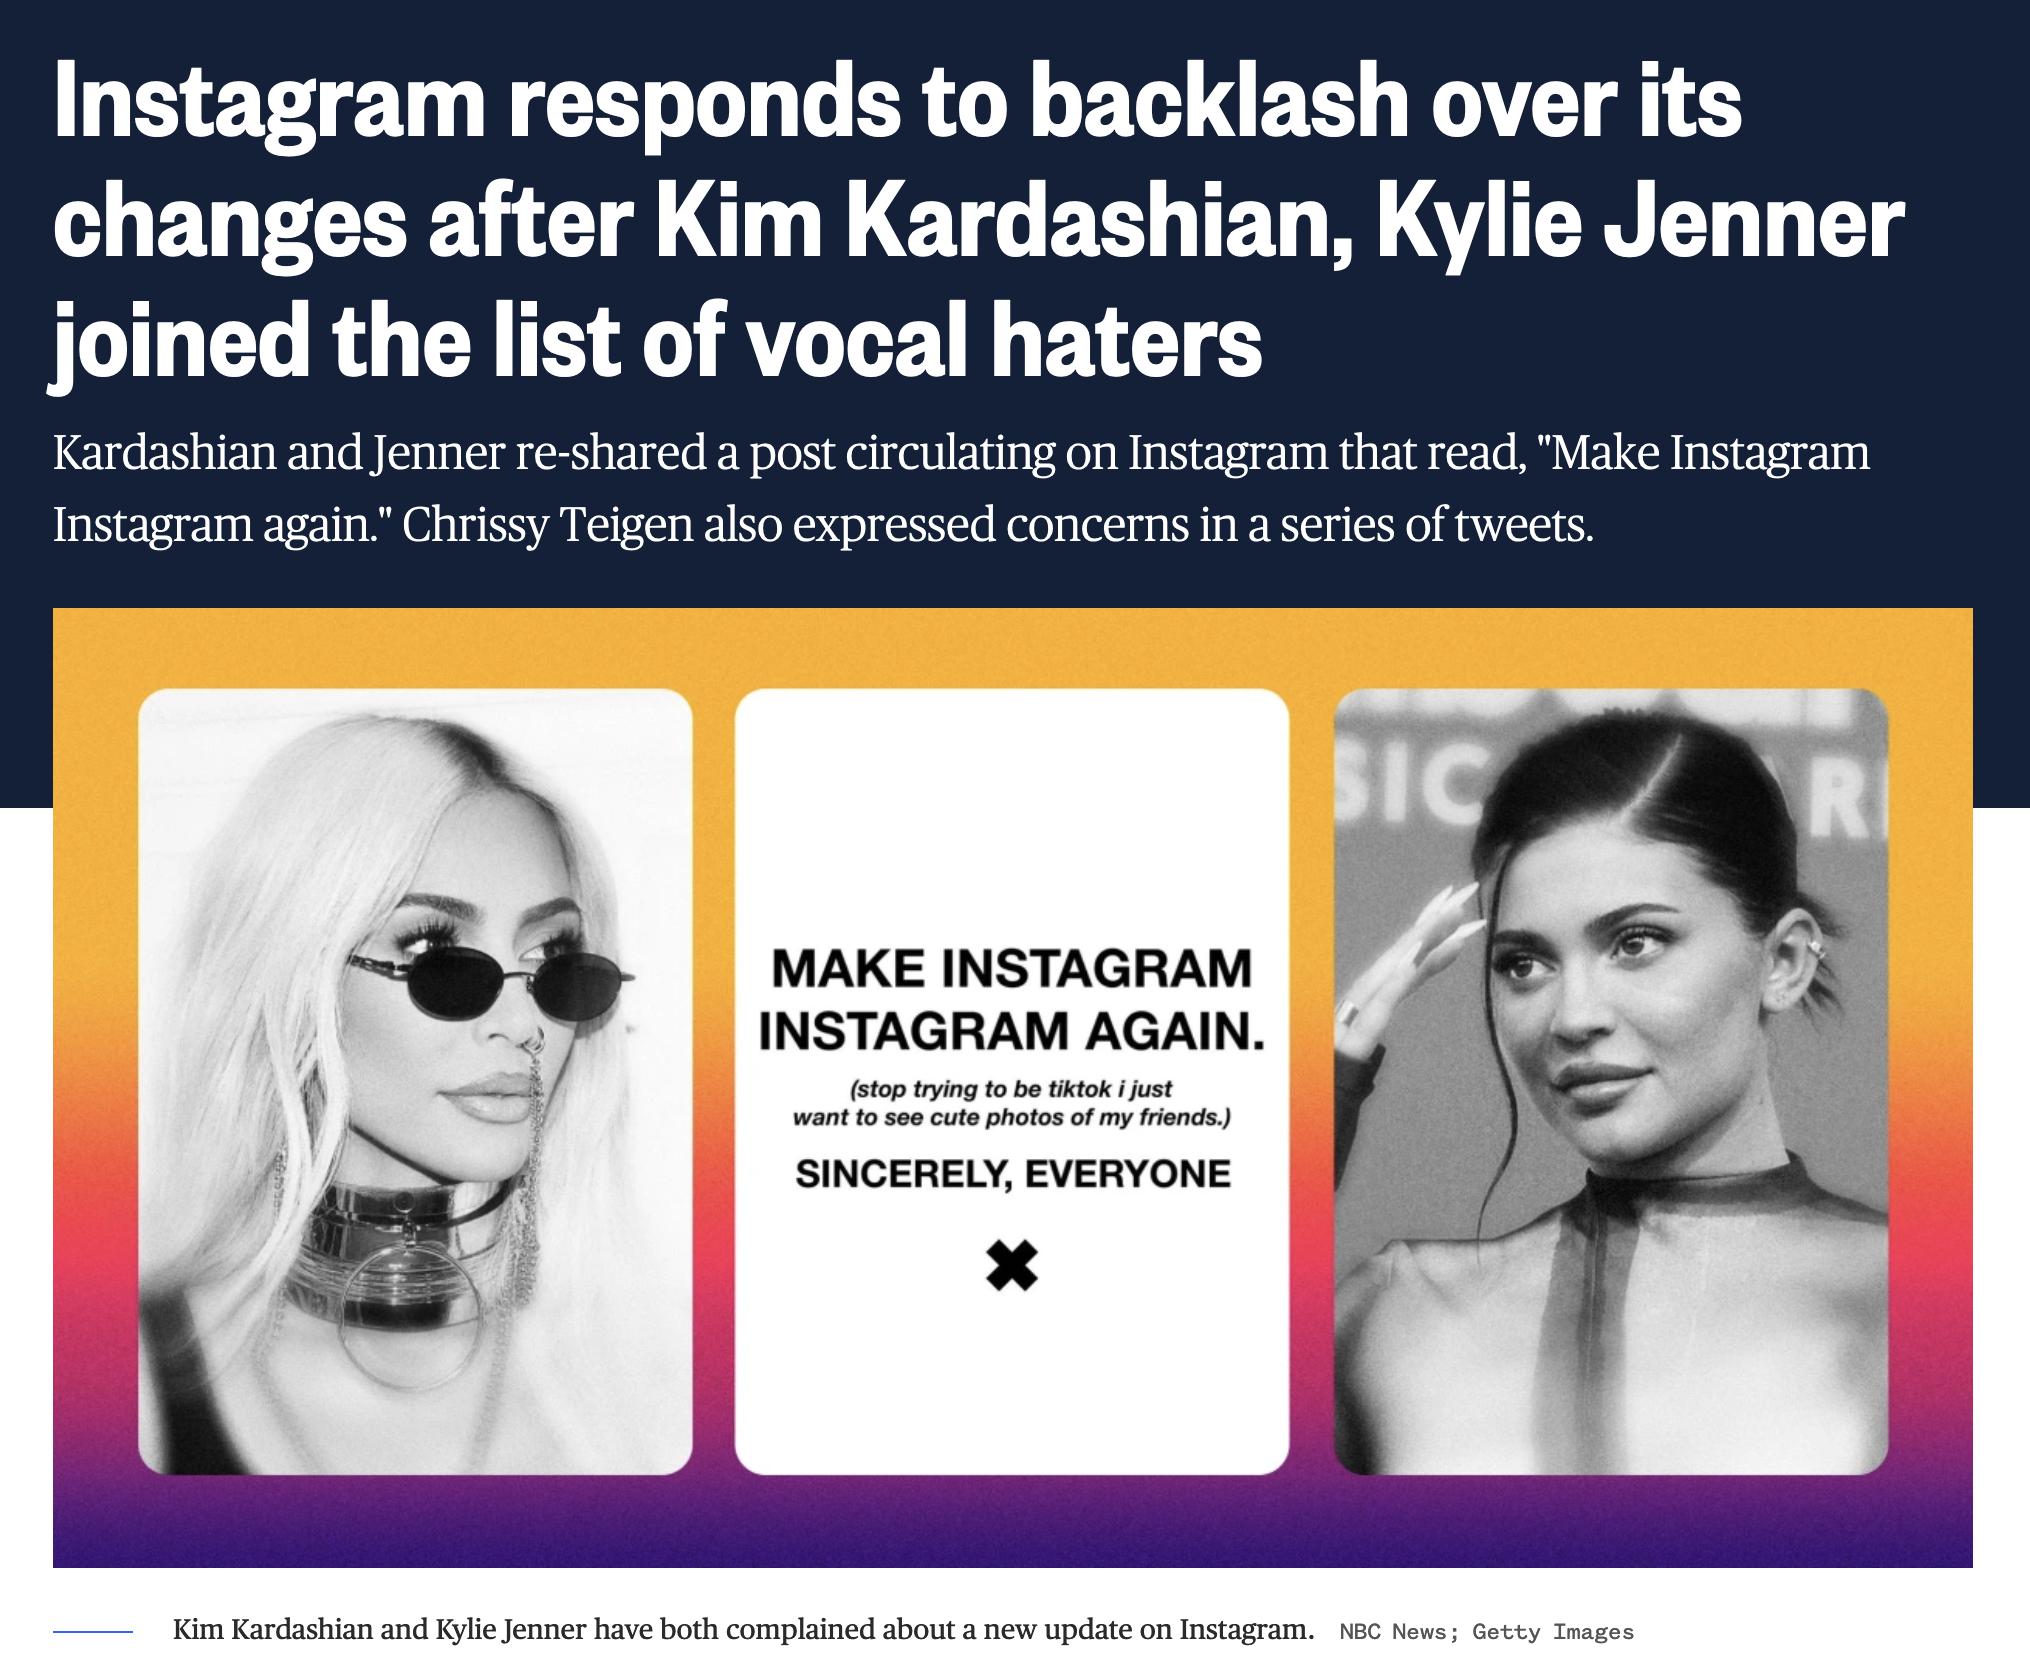 Instagram responds to backlash over its
changes after Kim Kardashian, Kylie Jenner
joined the list of vocal haters
Kardashian and Jenner re-shared a post circulating on Instagram that read, "Make Instagram
Instagram again." Chrissy Teigen also expressed concerns in a series of tweets.
MAKE INSTAGRAM
INSTAGRAM AGAIN.
(stop trying to be tiktok i just
want to see cute photos of my friends.)
SINCERELY, EVERYONE
SIC
R
Kim Kardashian and Kylie Jenner have both complained about a new update on Instagram. NBC News; Getty Images